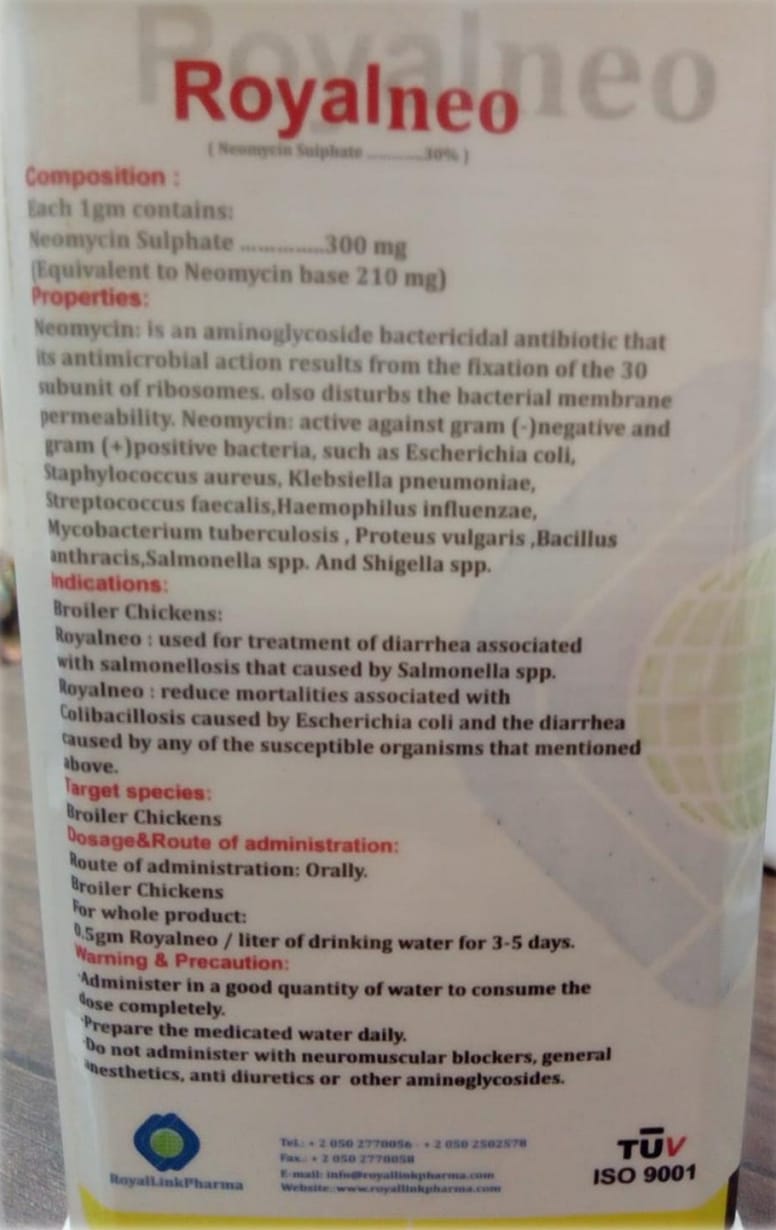 Royalneo
Royalneo
( Neomycin Sulphate ............30% )
Composition :
Each 1gm contains:
Neomycin Sulphate ...............300 mg
(Equivalent to Neomycin base 210 mg)
Properties:
Neomycin: is an aminoglycoside bactericidal antibiotic that
its antimicrobial action results from the fixation of the 30
subunit of ribosomes. olso disturbs the bacterial membrane
permeability. Neomycin: active against gram (-)negative and
gram (+)positive bacteria, such as Escherichia coli,
Staphylococcus aureus, Klebsiella pneumoniae,
Streptococcus faecalis,Haemophilus influenzae,
Mycobacterium tuberculosis , Proteus vulgaris ,Bacillus
anthracis,Salmonella spp. And Shigella spp.
Indications:
Broiler Chickens:
Royalneo : used for treatment of diarrhea associated
with salmonellosis that caused by Salmonella spp.
Royalneo : reduce mortalities associated with
Colibacillosis caused by Escherichia coli and the diarrhea
caused by any of the susceptible organisms that mentioned
above.
Target species:
Broiler Chickens
Dosage&Route of administration:
Route of administration: Orally.
Broiler Chickens
For whole product:
0.5gm Royalneo / liter of drinking water for 3-5 days.
Warning & Precaution:
·Administer in a good quantity of water to consume the
dose completely.
·Prepare the medicated water daily.
·Do not administer with neuromuscular blockers, general
anesthetics, anti diuretics or other aminoglycosides.
RoyalLinkPharma
Tel.: + 2 050 2770056 - + 2 050 2502578
Fax.: + 2 050 2770058
E-mail: info@royallinkpharma.com
Website: www.royallinkpharma.com
TÜV
ISO 9001